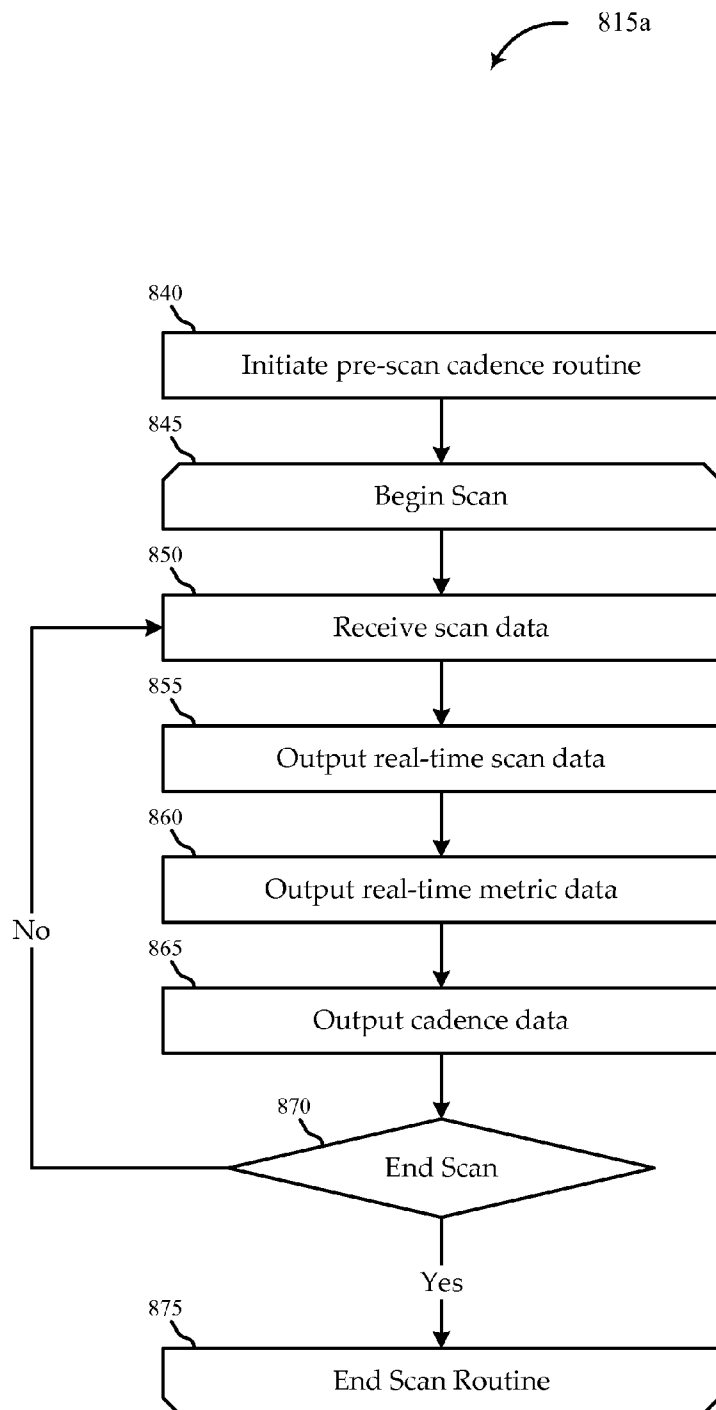 815a
840
Initiate pre-scan cadence routine
845
Begin Scan
850
Receive scan data
855
Output real-time scan data
860
Output real-time metric data
No
865
Output cadence data
870
End Scan
Yes
875
End Scan Routine